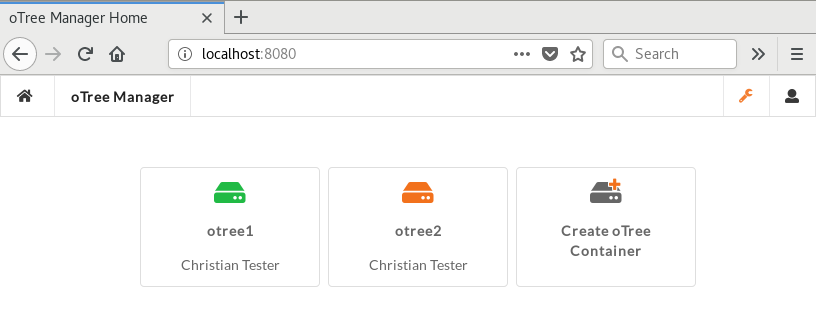 oTree Manager Home
localhost:8080
Search
oTree Manager
otree1
Christian Tester
otree2
Christian Tester
Create oTree
Container